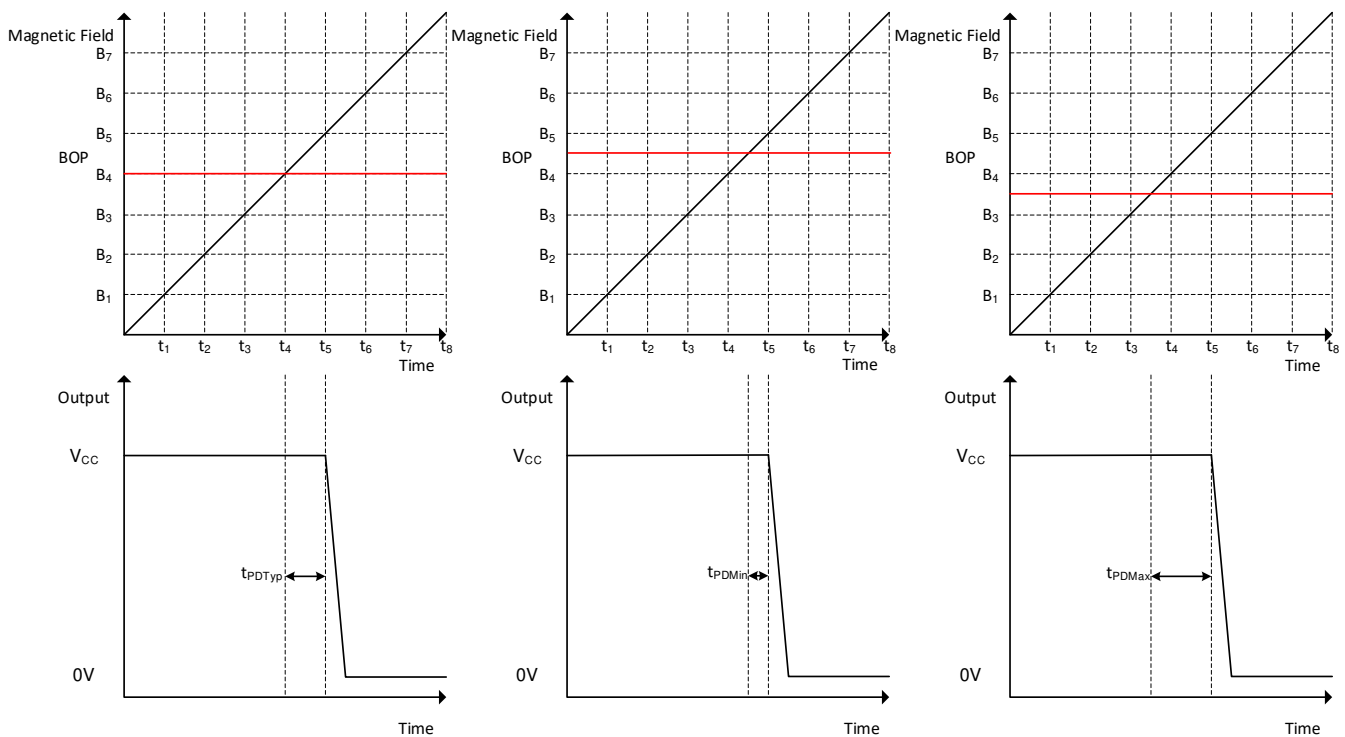 Magnetic Field
B7
B6
B5
BOP
B4
B3
B2
B1
t1 t2 t3 t4 t5 t6 t7 t8
Time
Output
VCC
tPDTyp
0V
Time
Magnetic Field
B7
B6
B5
BOP
B4
B3
B2
B1
t1 t2 t3 t4 t5 t6 t7 t8
Time
Output
VCC
tPDMin
0V
Time
Magnetic Field
B7
B6
B5
BOP
B4
B3
B2
B1
t1 t2 t3 t4 t5 t6 t7 t8
Time
Output
VCC
tPDMax
0V
Time